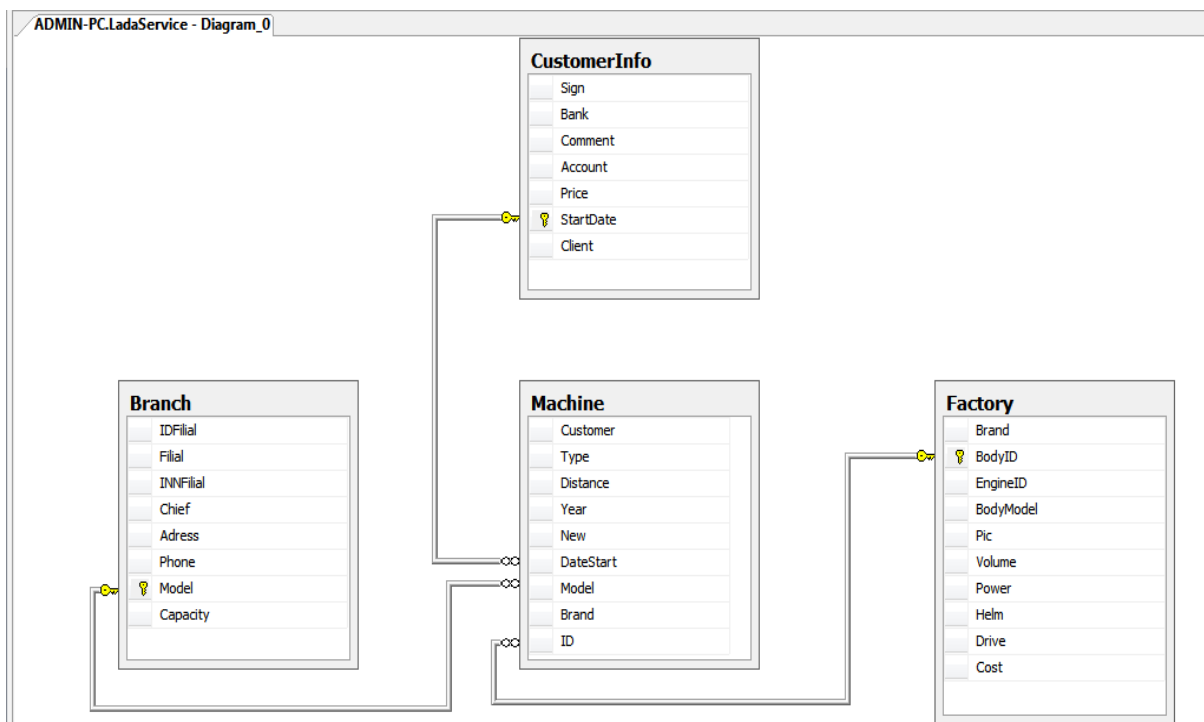 ADMIN-PC.LadaService - Diagram_0
CustomerInfo
Sign
Bank
Comment
Account
Price
StartDate
Client
Branch
IDFilial
Filial
INNFilial
Chief
Adress
Phone
Model
Capacity
Machine
Customer
Type
Distance
Year
New
DateStart
Model
Brand
ID
Factory
Brand
BodyID
EngineID
BodyModel
Pic
Volume
Power
Helm
Drive
Cost